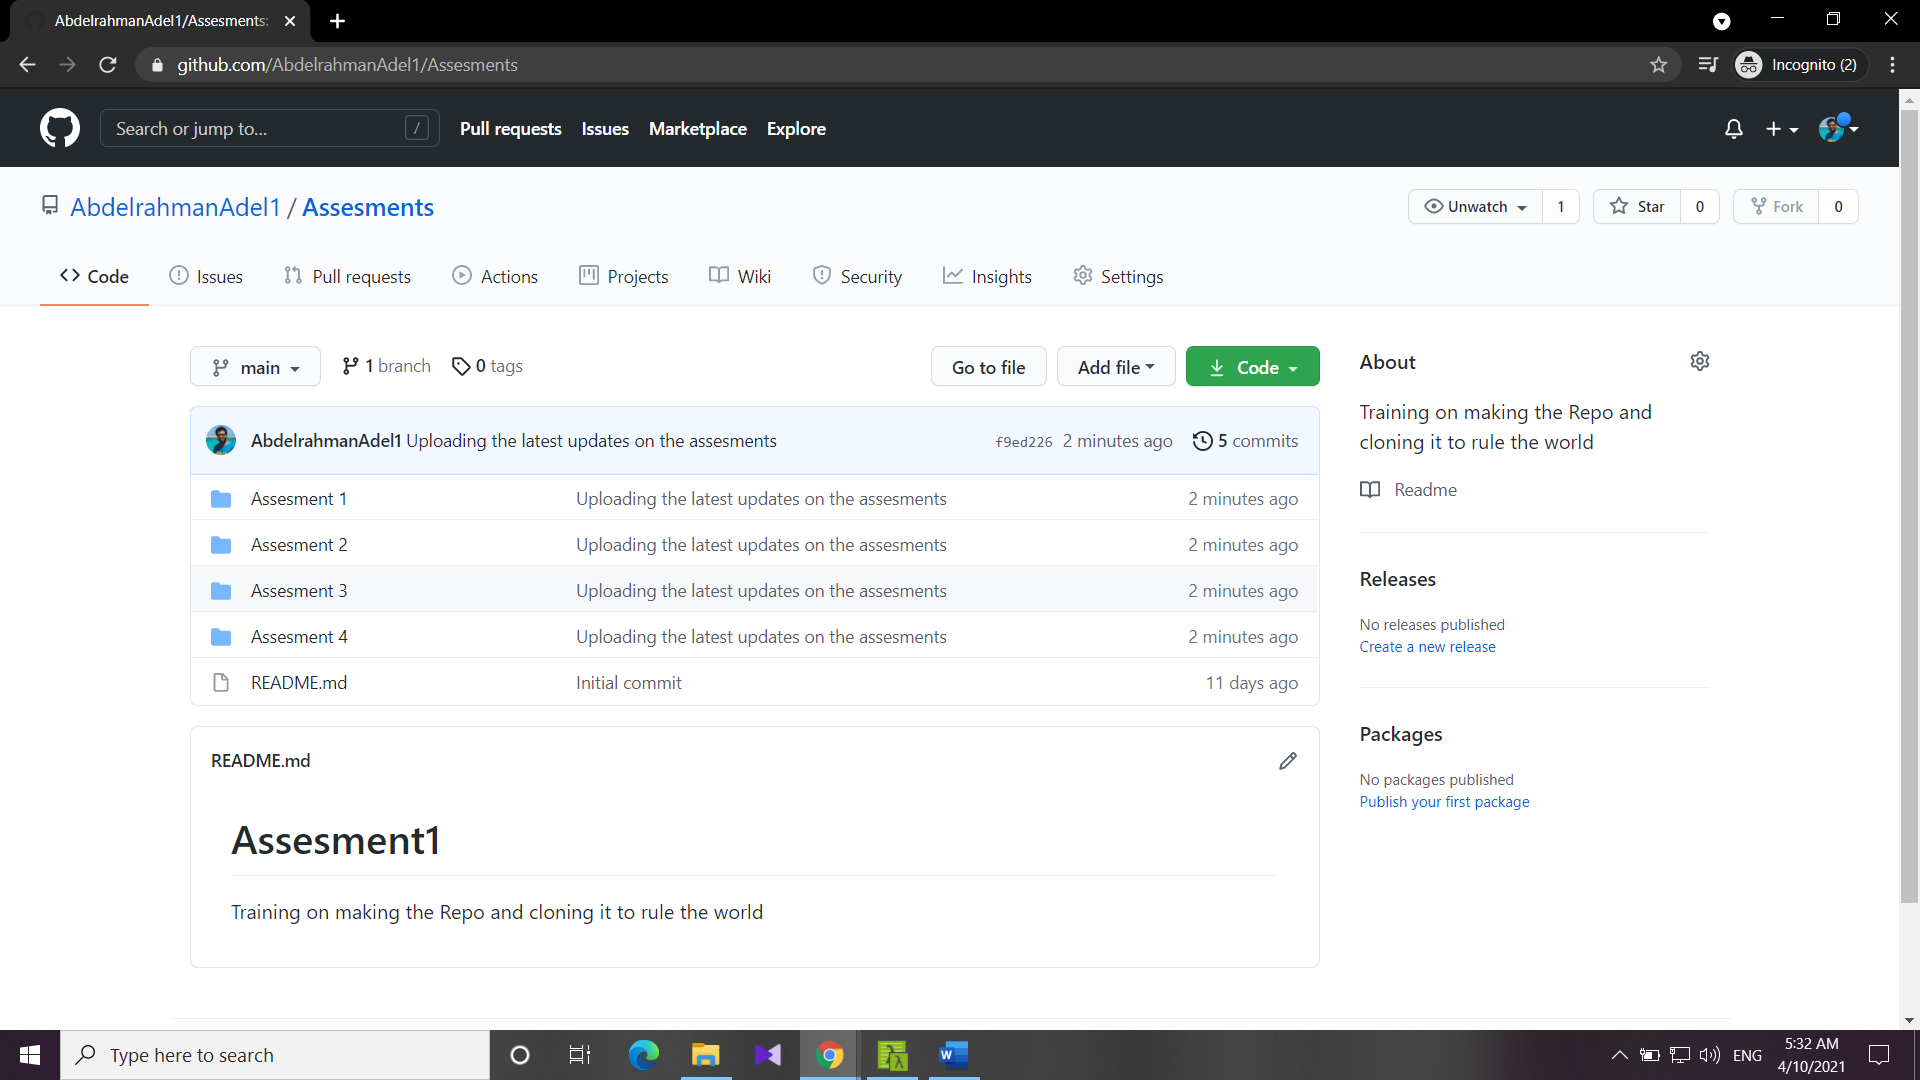 AbdelrahmanAdel1/Assesments:
github.com/AbdelrahmanAdel1/Assesments
Incognito (2)
Search or jump to... /
Pull requests Issues Marketplace Explore
AbdelrahmanAdel1 / Assesments
Unwatch 1 Star 0 Fork 0
Code Issues Pull requests Actions Projects Wiki Security Insights Settings
main 1 branch 0 tags Go to file Add file Code
AbdelrahmanAdel1 Uploading the latest updates on the assesments f9ed226 2 minutes ago 5 commits
Assesment 1 Uploading the latest updates on the assesments 2 minutes ago
Assesment 2 Uploading the latest updates on the assesments 2 minutes ago
Assesment 3 Uploading the latest updates on the assesments 2 minutes ago
Assesment 4 Uploading the latest updates on the assesments 2 minutes ago
README.md Initial commit 11 days ago
README.md
Assesment1
Training on making the Repo and cloning it to rule the world
About
Training on making the Repo and
cloning it to rule the world
Readme
Releases
No releases published
Create a new release
Packages
No packages published
Publish your first package
Type here to search
W
ENG
5:32 AM
4/10/2021